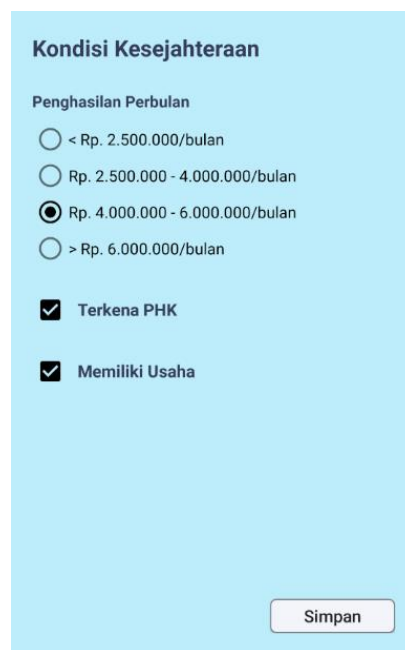 Kondisi Kesejahteraan
Penghasilan Perbulan
< Rp. 2.500.000/bulan
Rp. 2.500.000 - 4.000.000/bulan
Rp. 4.000.000 - 6.000.000/bulan
> Rp. 6.000.000/bulan
Terkena PHK
Memiliki Usaha
Simpan